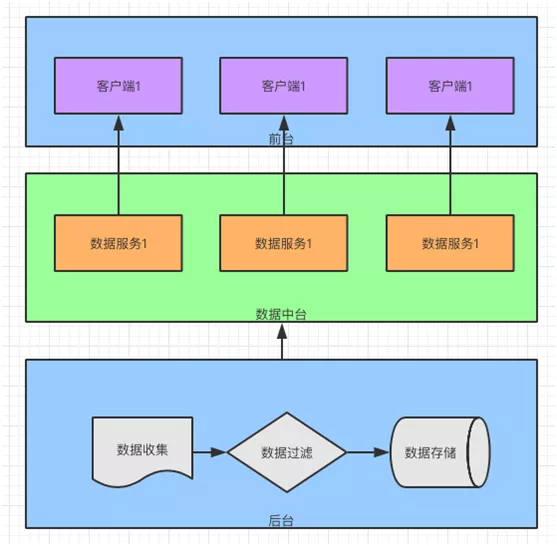 客户端1
客户端1
客户端1
前台
数据服务1
数据服务1
数据服务1
数据中台
数据收集
数据过滤
数据存储
后台